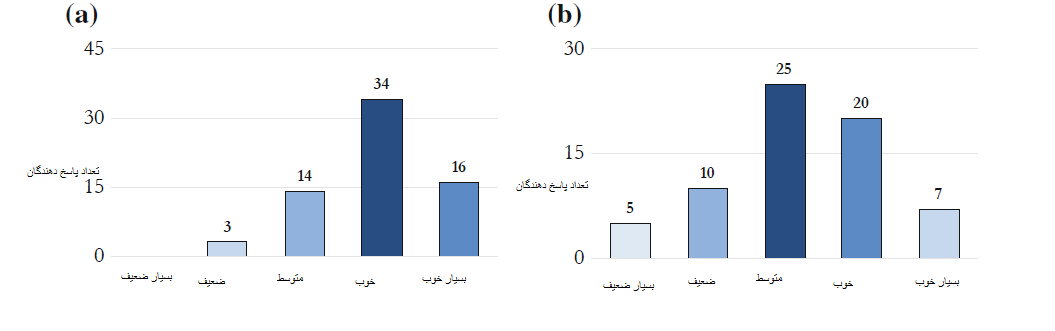 (a)
45
30
15
0
تعداد پاسخ دهندگان
3
14
34
16
بسیار ضعیف
ضعیف
متوسط
خوب
بسیار خوب
(b)
30
15
0
تعداد پاسخ دهندگان
5
10
25
20
7
بسیار ضعیف
ضعیف
متوسط
خوب
بسیار خوب